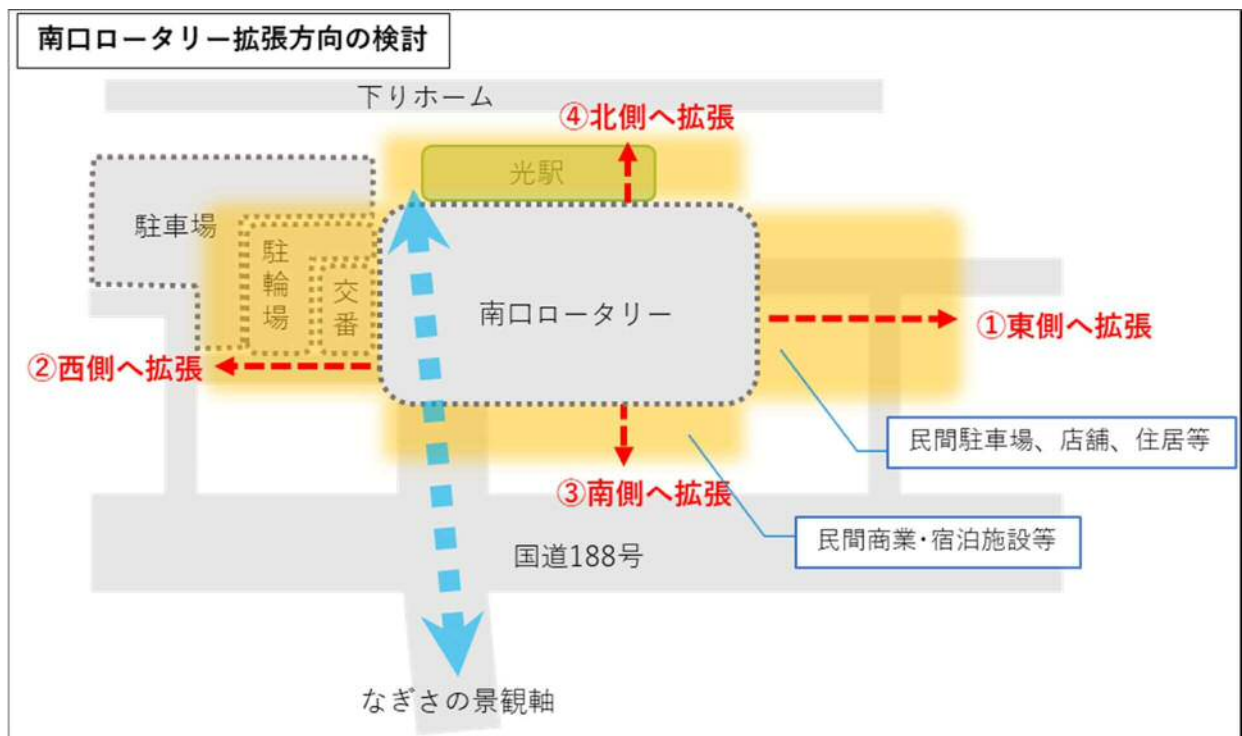 南口ロータリー拡張方向の検討
下りホーム
④北側へ拡張
光駅
駐車場
駐輪場
交番
南口ロータリー
①東側へ拡張
②西側へ拡張
民間駐車場、店舗、住居等
③南側へ拡張
民間商業・宿泊施設等
国道188号
なぎさの景観軸